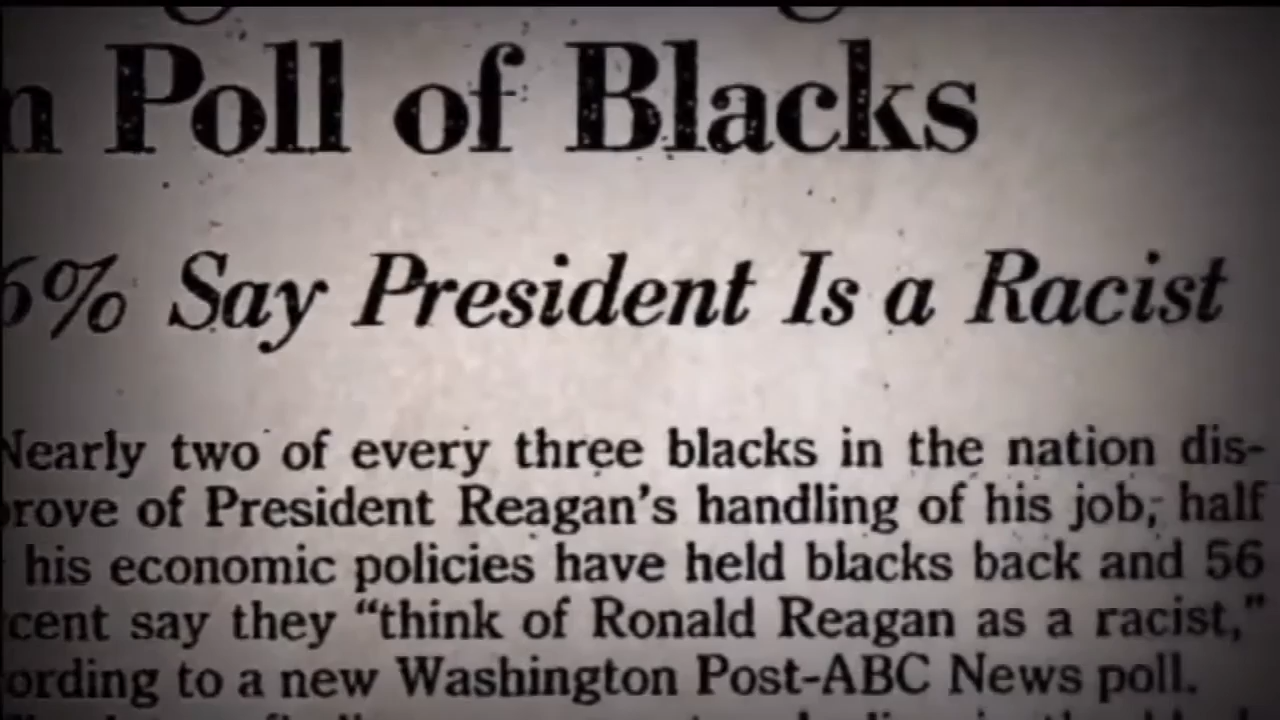 n Poll of Blacks
6% Say President Is a Racist
Nearly two of every three blacks in the nation dis-
rove of President Reagan's handling of his job; half
his economic policies have held blacks back and 56
cent say they “think of Ronald Reagan as a racist,”
ording to a new Washington Post-ABC News poll.